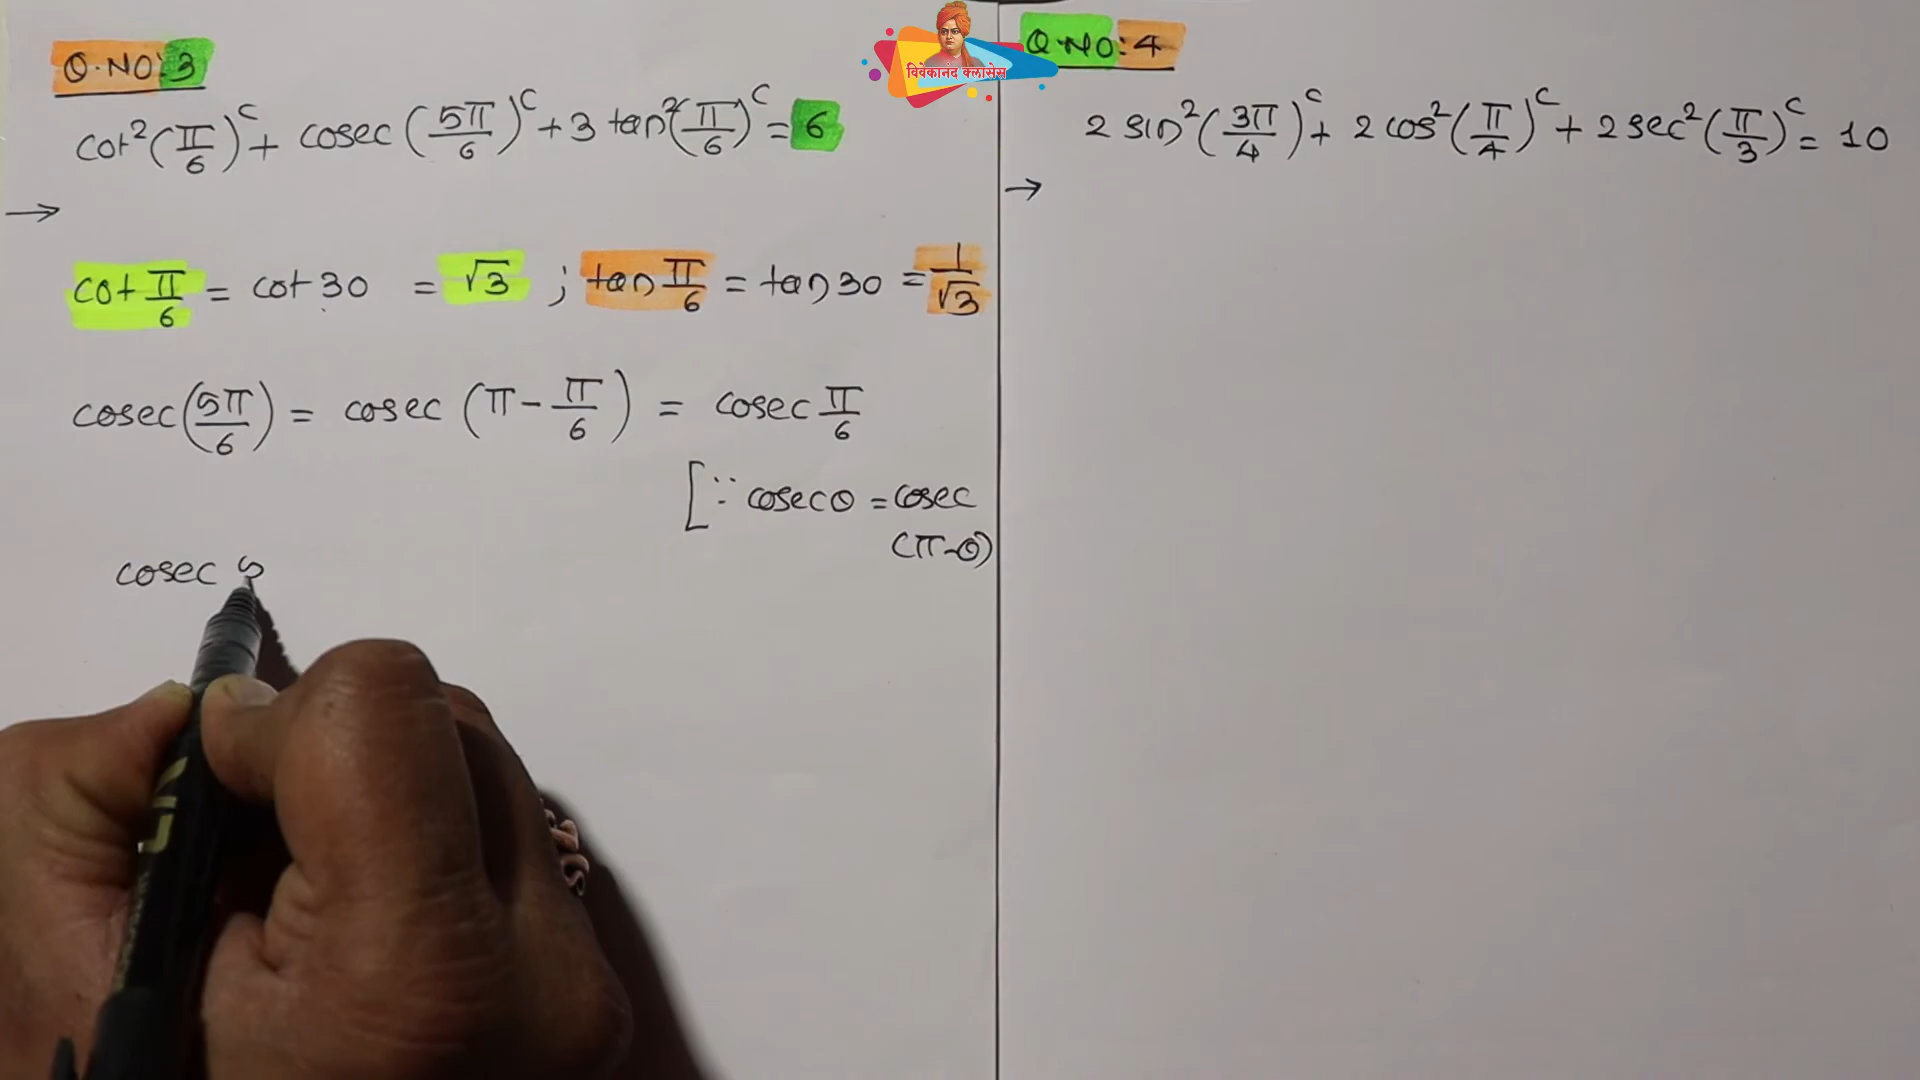 Q.NO:3
cot²(π/6)ᶜ + cosec(5π/6)ᶜ + 3 tan²(π/6)ᶜ = 6
→
cot π/6 = cot 30 = √3 ; tan π/6 = tan 30 = 1/√3
cosec(5π/6) = cosec (π - π/6) = cosec π/6
[∵ cosec θ = cosec
(π-θ)
cosec 5
विवेकानंद क्लासेस
Q.NO:4
2 sin²(3π/4)ᶜ + 2 cos²(π/4)ᶜ + 2 sec²(π/3)ᶜ = 10
→